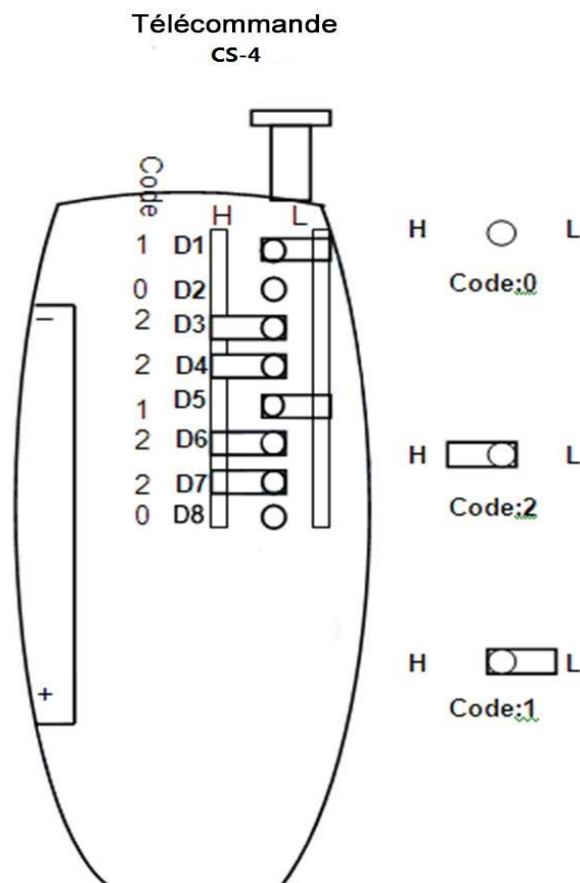 Télécommande
CS-4
Code
H L
1 D1
0 D2
2 D3
2 D4
1 D5
2 D6
2 D7
0 D8
−
+
H L
Code:0
H L
Code:2
H L
Code:1